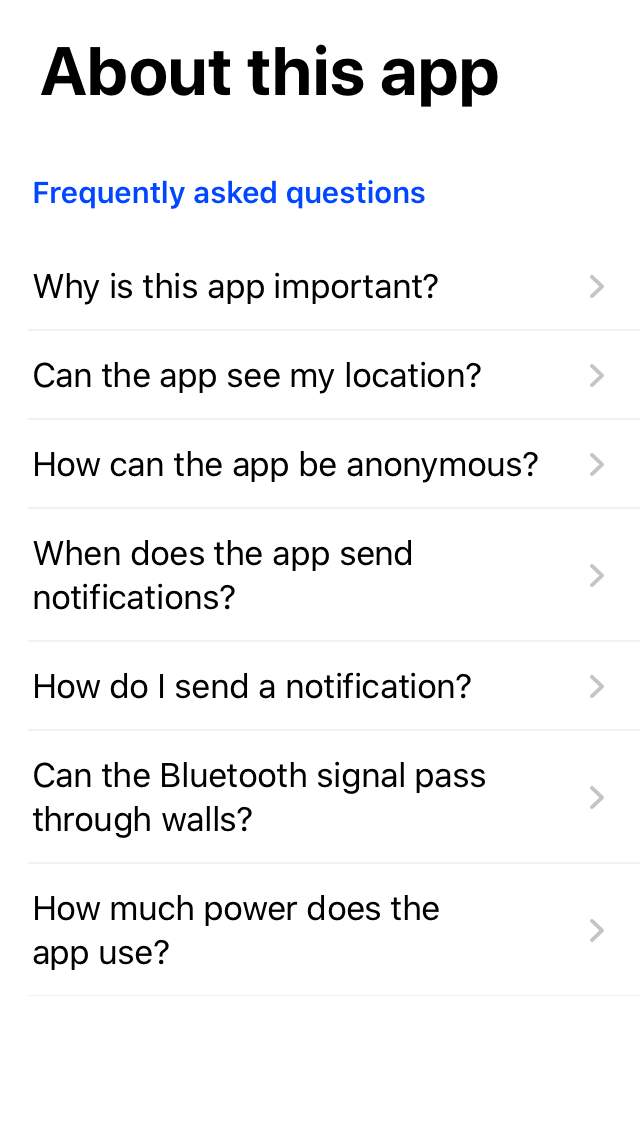 About this app
Frequently asked questions
Why is this app important?
Can the app see my location?
How can the app be anonymous?
When does the app send
notifications?
How do I send a notification?
Can the Bluetooth signal pass
through walls?
How much power does the
app use?